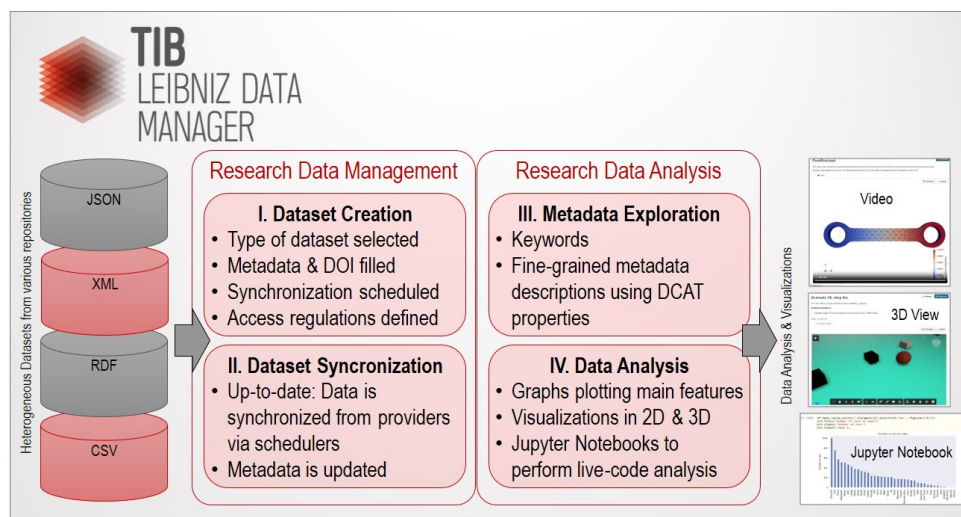 TIB
LEIBNIZ DATA
MANAGER
Heterogeneous Datasets from various repositories
JSON
XML
RDF
CSV
Research Data Management
I. Dataset Creation
• Type of dataset selected
• Metadata & DOI filled
• Synchronization scheduled
• Access regulations defined
II. Dataset Syncronization
• Up-to-date: Data is
synchronized from providers
via schedulers
• Metadata is updated
Research Data Analysis
III. Metadata Exploration
• Keywords
• Fine-grained metadata
descriptions using DCAT
properties
IV. Data Analysis
• Graphs plotting main features
• Visualizations in 2D & 3D
• Jupyter Notebooks to
perform live-code analysis
Data Analysis & Visualizations
Video
3D View
Jupyter Notebook